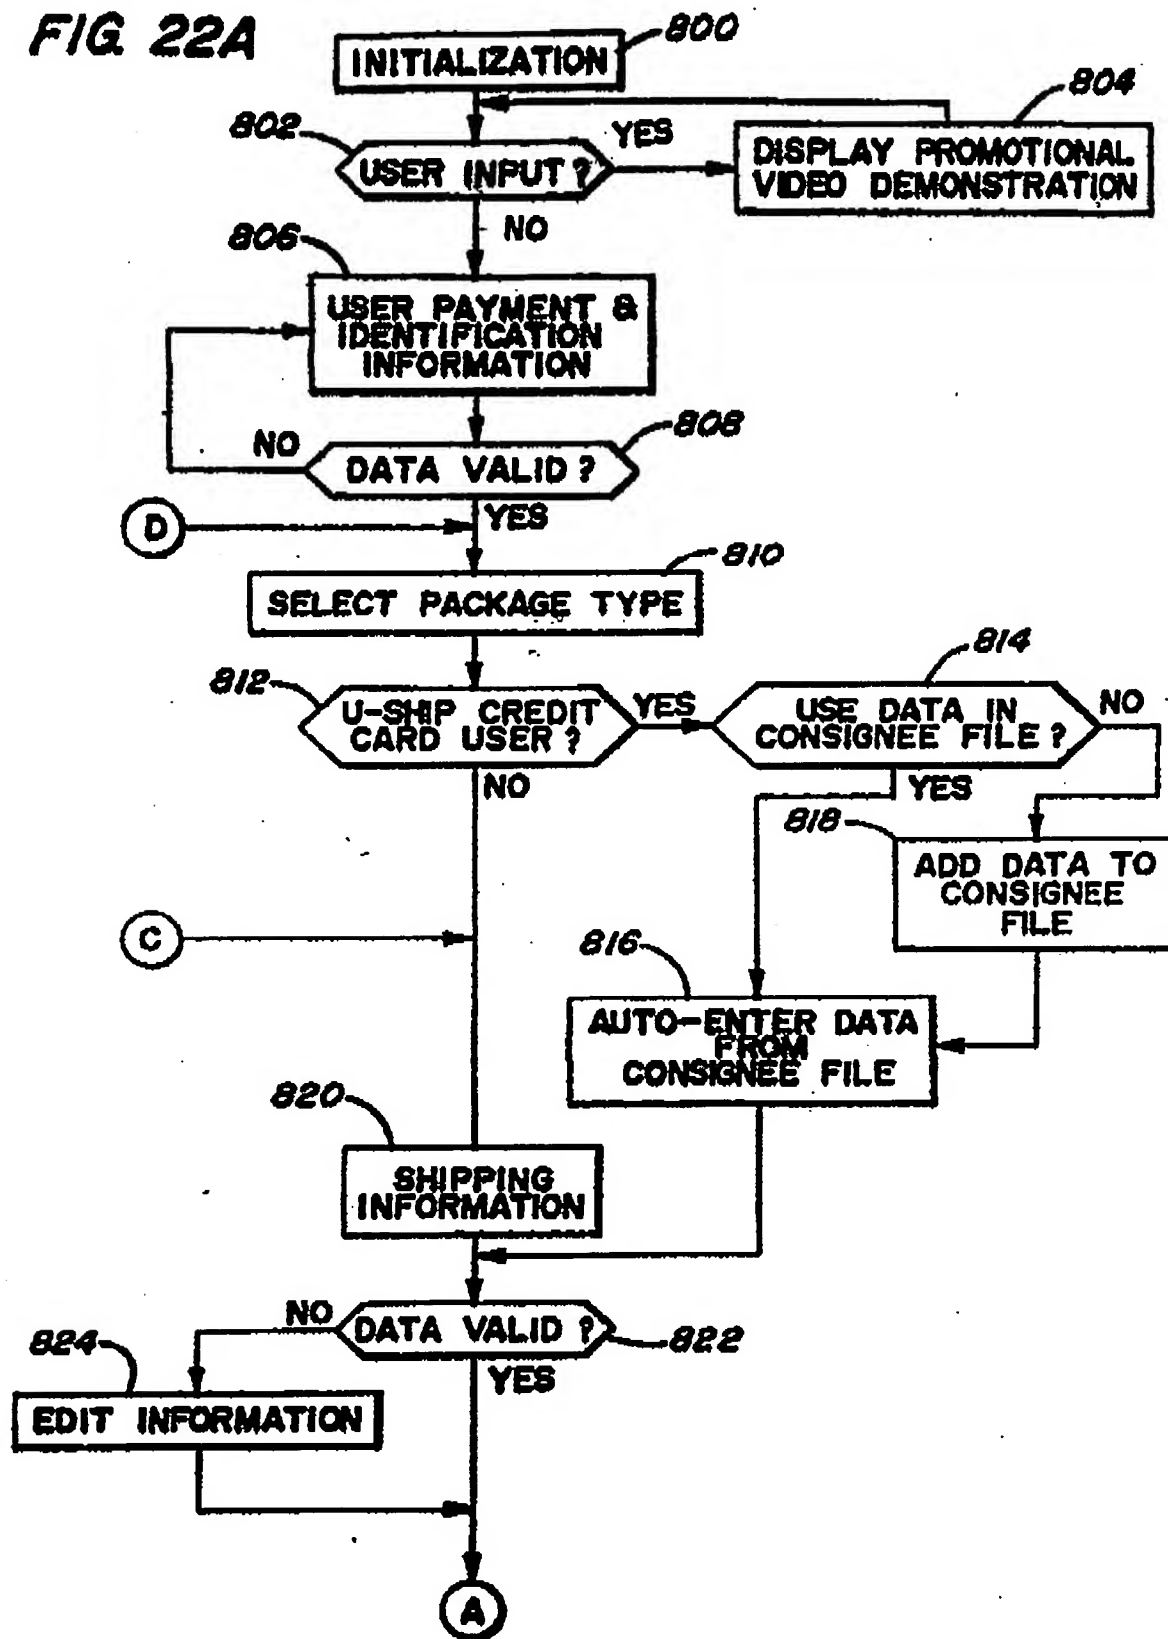 FIG. 22A
800
INITIALIZATION
804
802
YES
USER INPUT ?
DISPLAY PROMOTIONAL
VIDEO DEMONSTRATION
NO
806
USER PAYMENT &
IDENTIFICATION
INFORMATION
808
NO
DATA VALID ?
YES
D
810
SELECT PACKAGE TYPE
814
812
U-SHIP CREDIT
CARD USER ?
YES
USE DATA IN
CONSIGNEE FILE ?
NO
NO
YES
818
ADD DATA TO
CONSIGNEE
FILE
C
816
AUTO-ENTER DATA
FROM
CONSIGNEE FILE
820
SHIPPING
INFORMATION
NO
DATA VALID ?
822
824
YES
EDIT INFORMATION
A